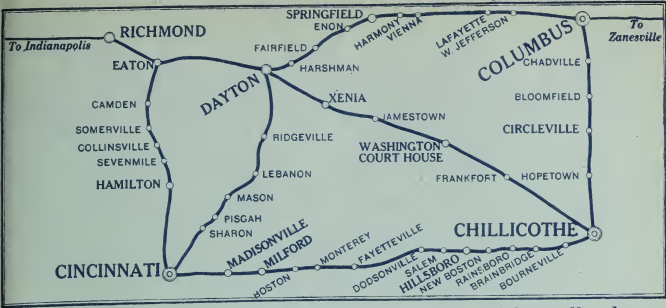 SPRINGFIELD
ENON
HARMONY
VIENNA
LAFAYETTE
W. JEFFERSON
COLUMBUS
To
Zanesville
RICHMOND
To Indianapolis
EATON
FAIRFIELD
HARSHMAN
DAYTON
CHADVILLE
CAMDEN
XENIA
JAMESTOWN
BLOOMFIELD
SOMERVILLE
COLLINSVILLE
SEVENMILE
RIDGEVILLE
WASHINGTON
COURT HOUSE
CIRCLEVILLE
HAMILTON
LEBANON
FRANKFORT
HOPETOWN
MASON
PISGAH
SHARON
CHILLICOTHE
CINCINNATI
MADISONVILLE
MILFORD
BOSTON
MONTEREY
FAYETTEVILLE
DODSONVILLE
SALEM
HILLSBORO
NEW BOSTON
RAINSBORO
BRAINBRIDGE
BOURNEVILLE